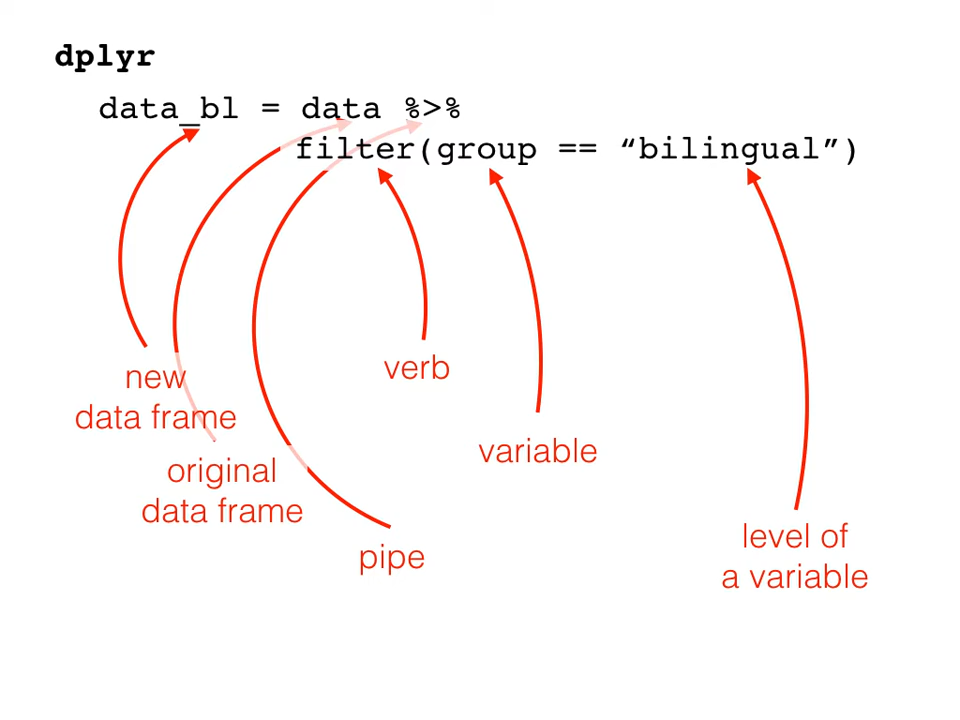 dplyr
data_bl = data %>%
filter(group == “bilingual”)
new
data frame
original
data frame
pipe
verb
variable
level of
a variable